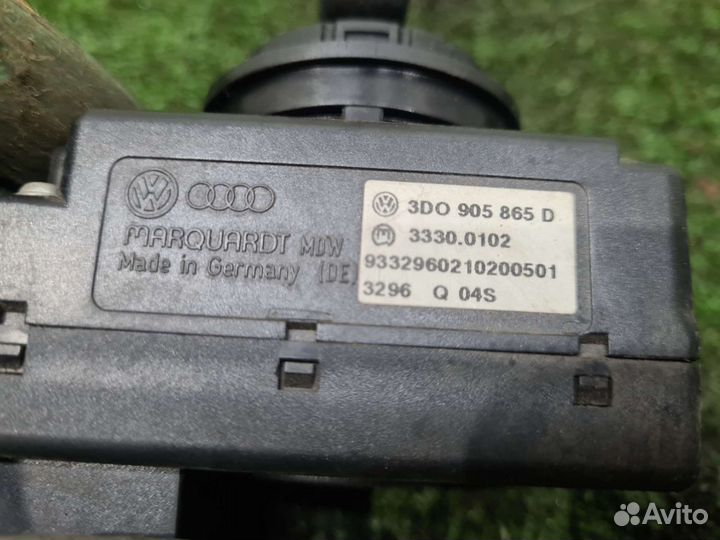 MARQUARDT MDW
Made in Germany (DE)
3D0 905 865 D
3330.0102
9332960210200501
3296 Q 04S
Avito